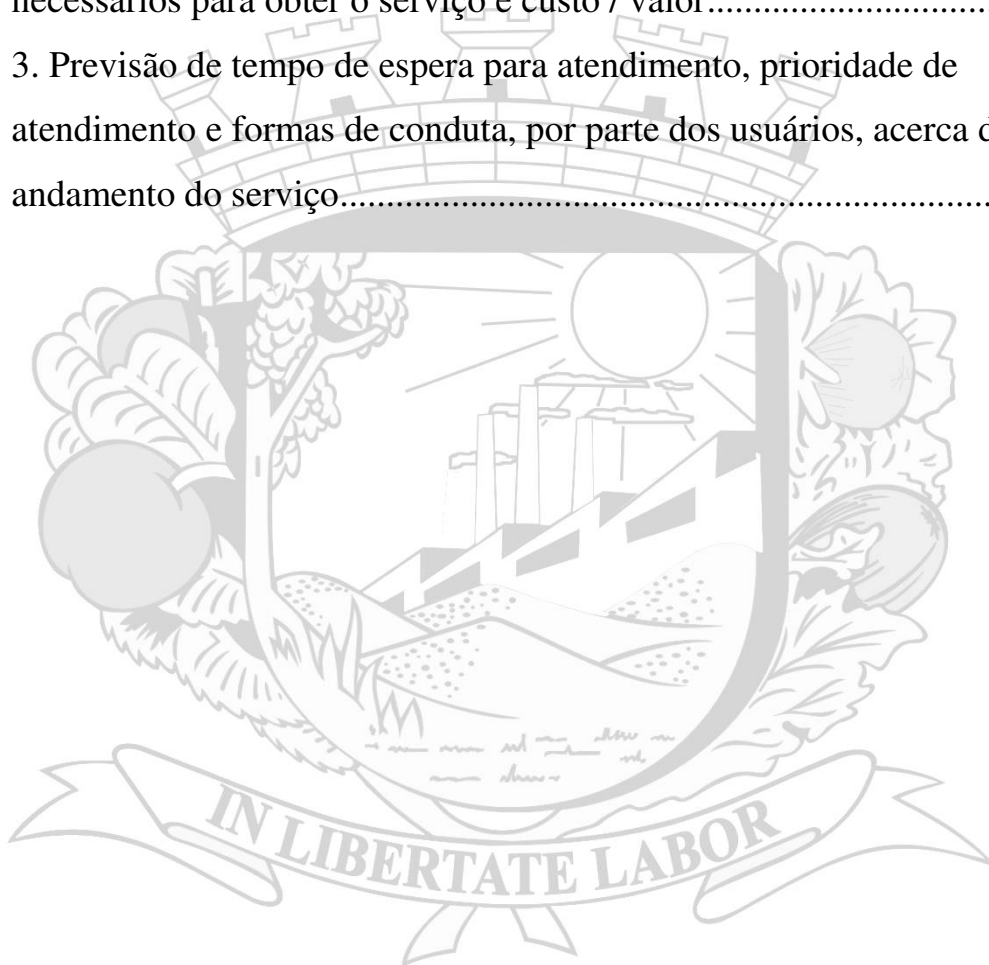 necessários para obter o serviço e custo / valor................................
3. Previsão de tempo de espera para atendimento, prioridade de
atendimento e formas de conduta, por parte dos usuários, acerca d
andamento do serviço.........................................................................
IN LIBERTATE LABOR